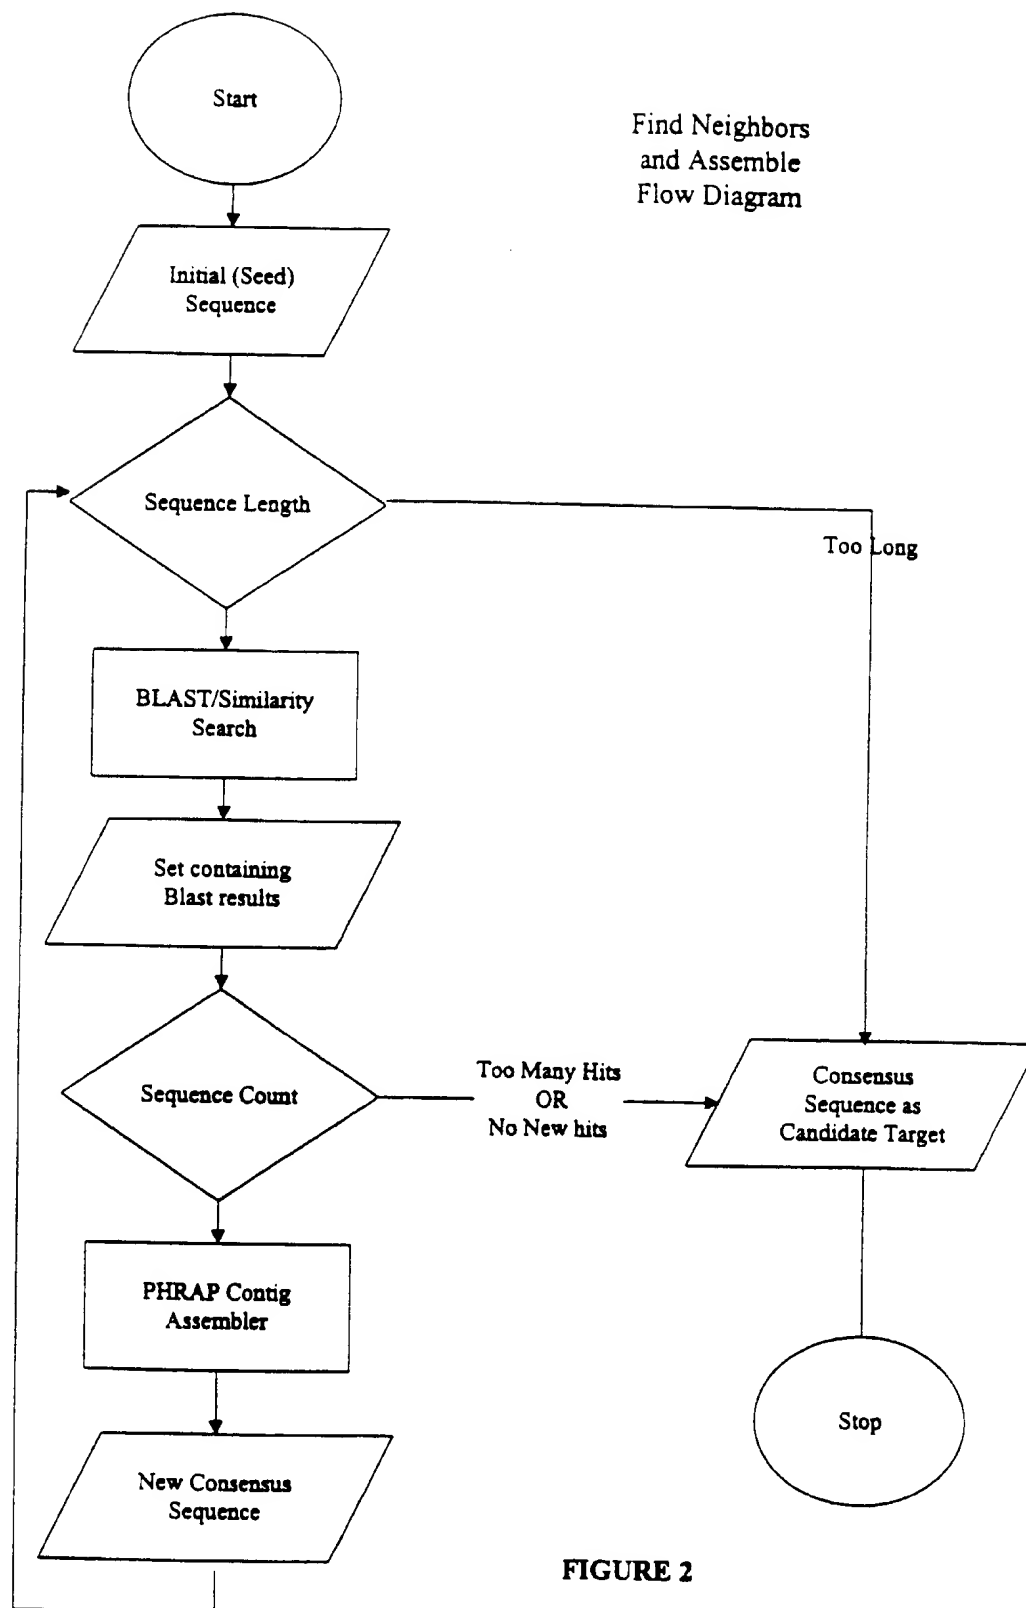 Start
Find Neighbors
and Assemble
Flow Diagram
Initial (Seed)
Sequence
Sequence Length
Too Long
BLAST/Similarity
Search
Set containing
Blast results
Sequence Count
Too Many Hits
OR
No New hits
Consensus
Sequence as
Candidate Target
PHRAP Contig
Assembler
Stop
New Consensus
Sequence
FIGURE 2